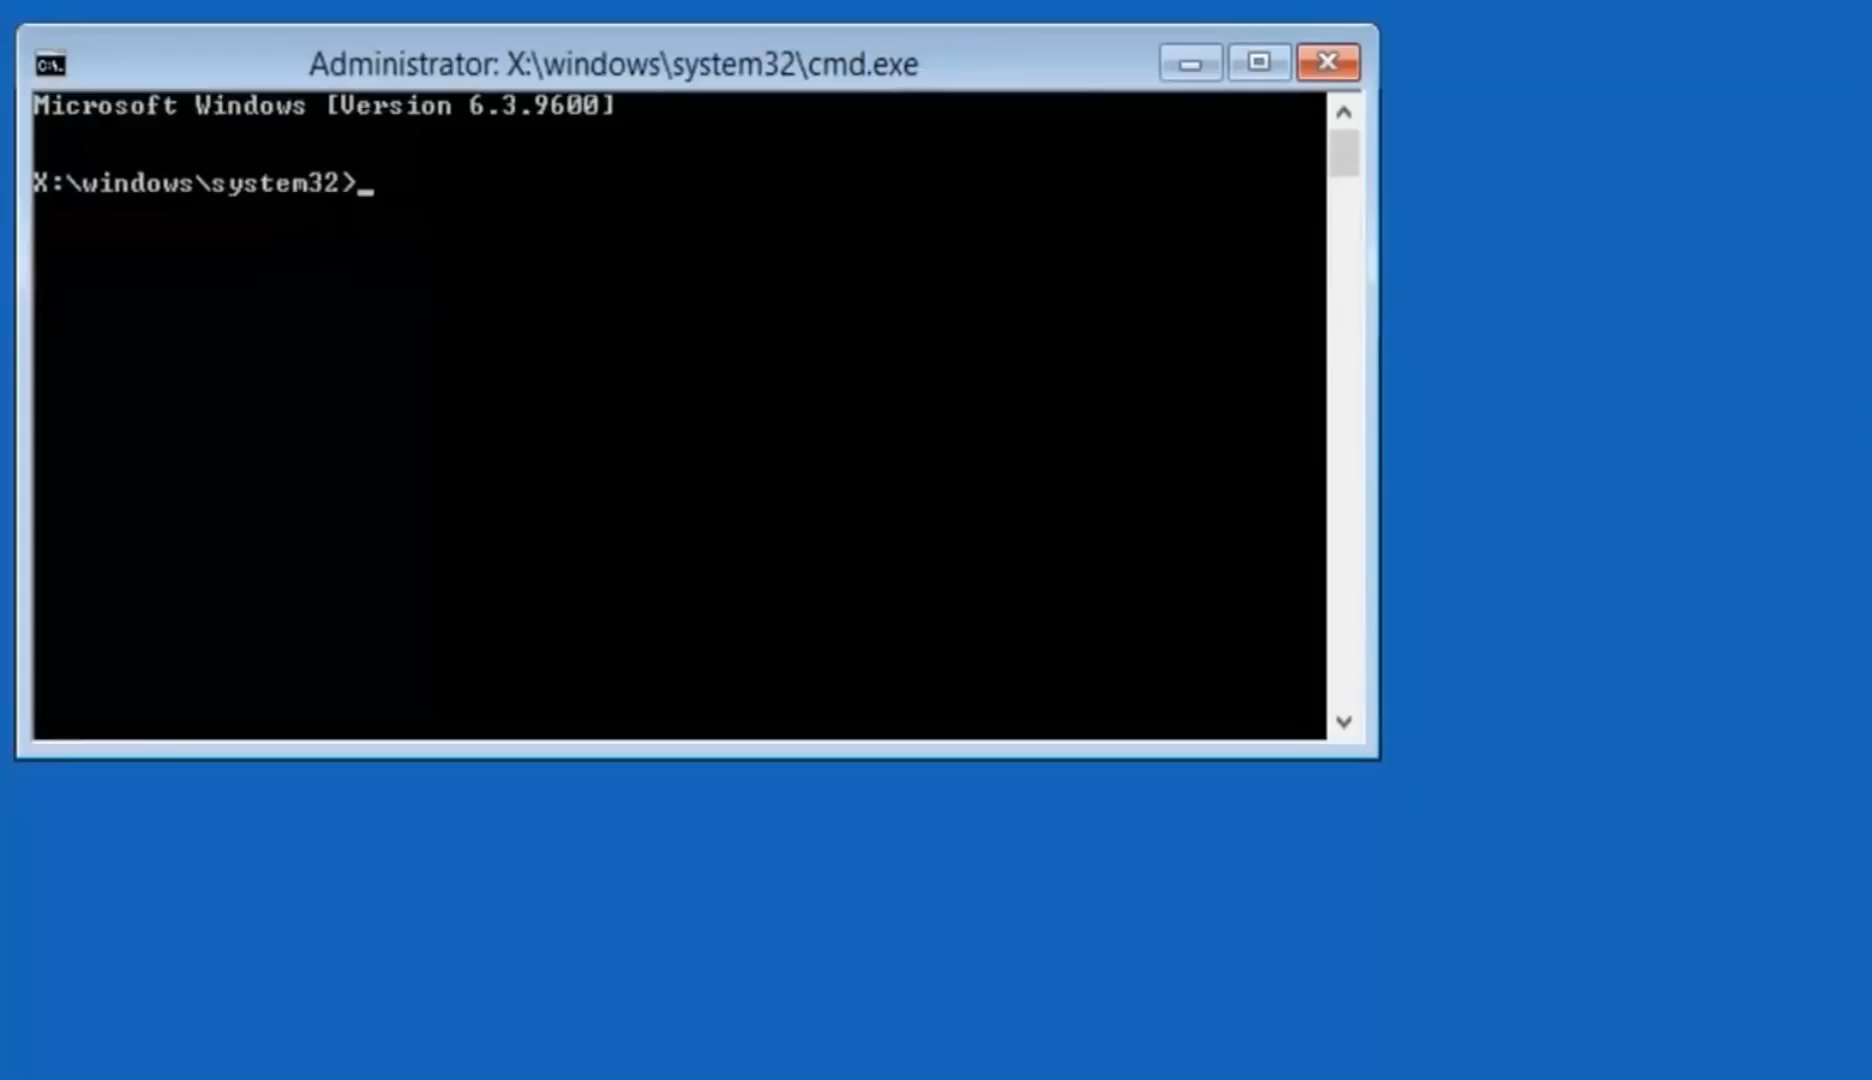 Administrator: X:\windows\system32\cmd.exe
Microsoft Windows [Version 6.3.9600]
X:\windows\system32>_